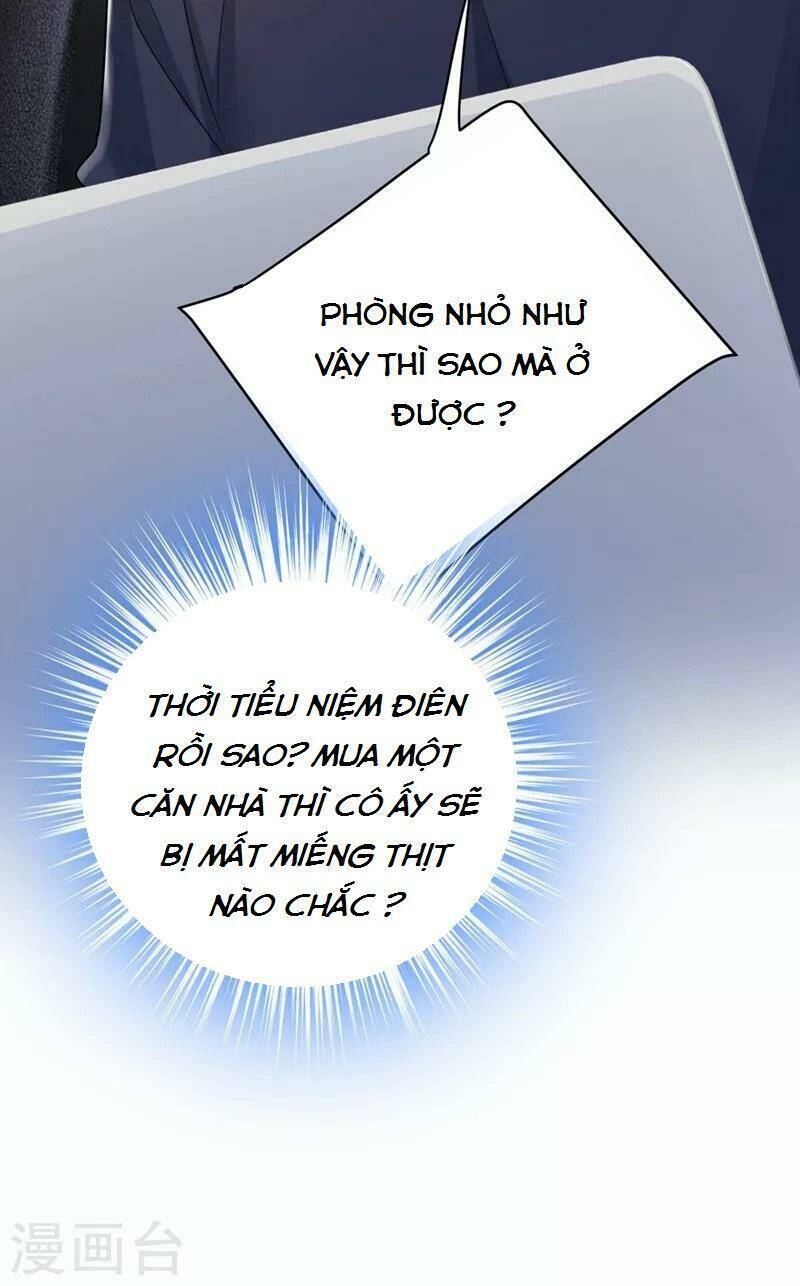 PHÒNG NHỎ NHƯ
VẬY THÌ SAO MÀ Ở
ĐƯỢC ?
THỜI TIỂU NIỆM ĐIÊN
RỒI SAO? MUA MỘT
CĂN NHÀ THÌ CÔ ẤY SẼ
BỊ MẤT MIẾNG THỊT
NÀO CHẮC ?
漫画台